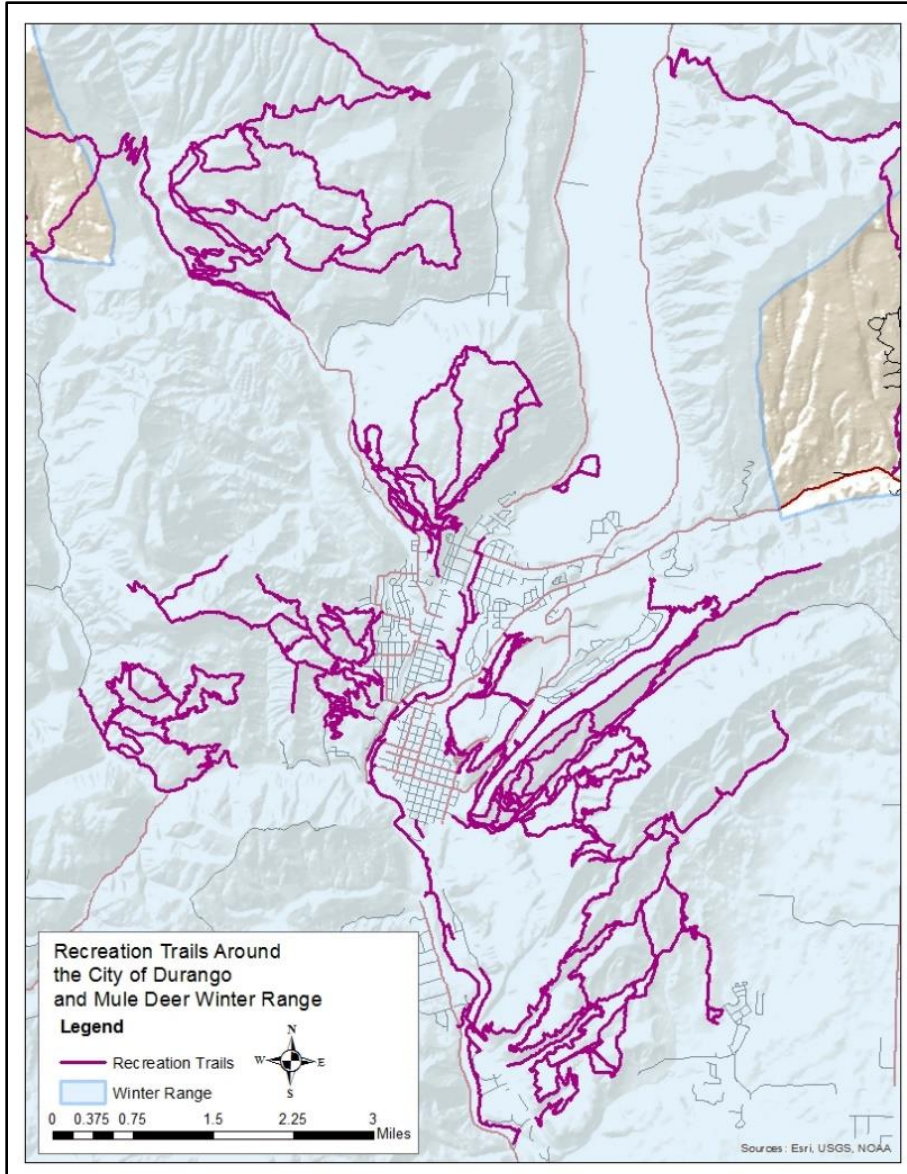 Recreation Trails Around
the City of Durango
and Mule Deer Winter Range
Legend
N
W E
S
Recreation Trails
Winter Range
0 0.375 0.75 1.5 2.25 3
Miles
Sources: Esri, USGS, NOAA